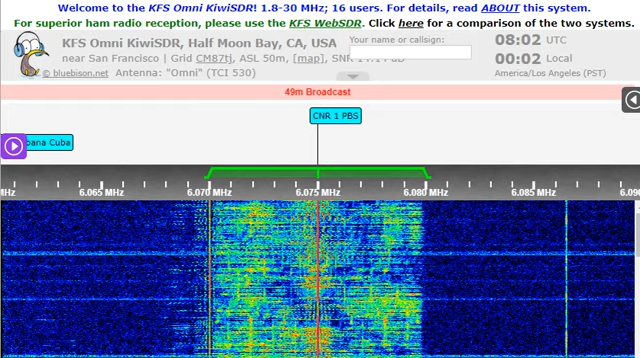 Welcome to the KFS Omni KiwiSDR! 1.8-30 MHz; 16 users. For details, read ABOUT this system.
For superior ham radio reception, please use the KFS WebSDR. Click here for a comparison of the two systems.
KFS Omni KiwiSDR, Half Moon Bay, CA, USA
near San Francisco | Grid CM87tj, ASL 50m, [map], SNR
© bluebison.net Antenna: "Omni" (TCI 530)
Your name or callsign:
08:02 UTC
00:02 Local
America/Los Angeles (PST)
49m Broadcast
CNR 1 PBS
bana Cuba
MHz 6.065 MHz 6.070 MHz 6.075 MHz 6.080 MHz 6.085 MHz 6.090